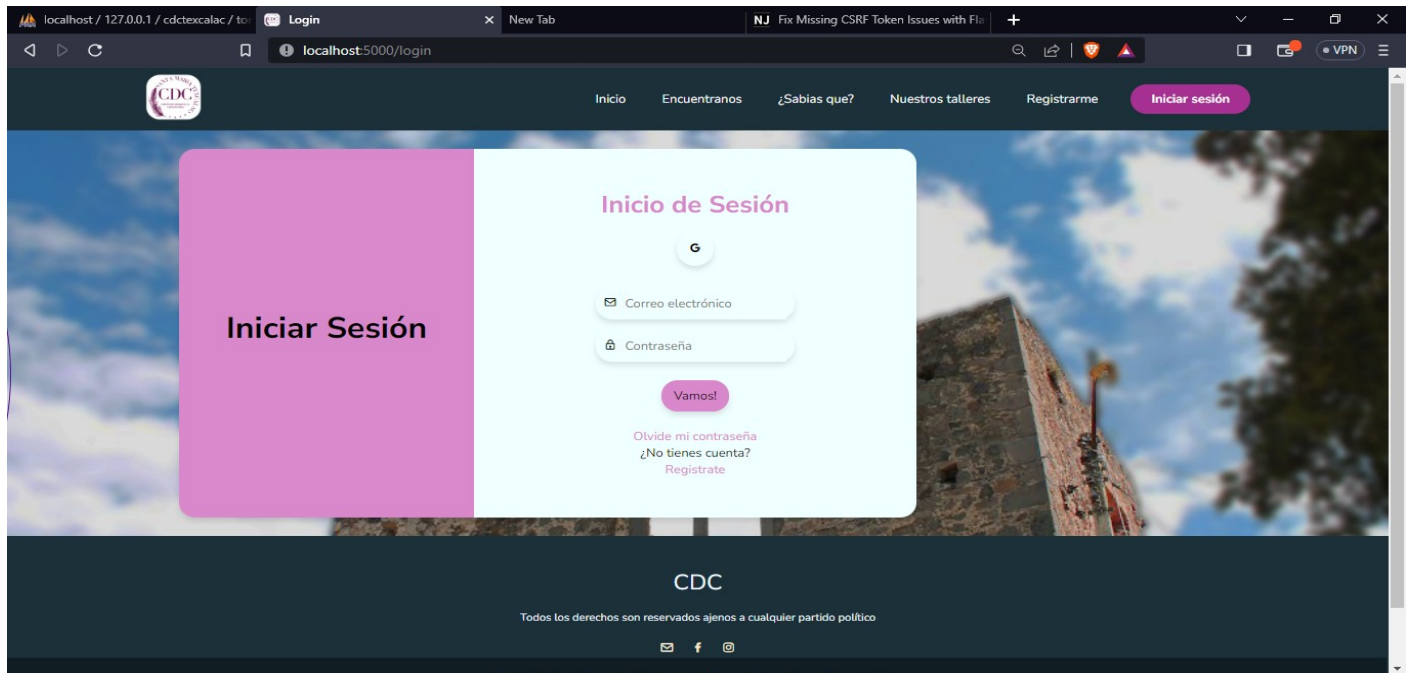 localhost / 127.0.0.1 / cdctexcalac / tor
Login
New Tab
NJ Fix Missing CSRF Token Issues with Fla
localhost:5000/login
VPN
CDC
Inicio
Encuentranos
¿Sabias que?
Nuestros talleres
Registrarme
Iniciar sesión
Iniciar Sesión
Inicio de Sesión
G
Correo electrónico
Contraseña
Vamos!
Olvide mi contraseña
¿No tienes cuenta?
Registrate
CDC
Todos los derechos son reservados ajenos a cualquier partido político